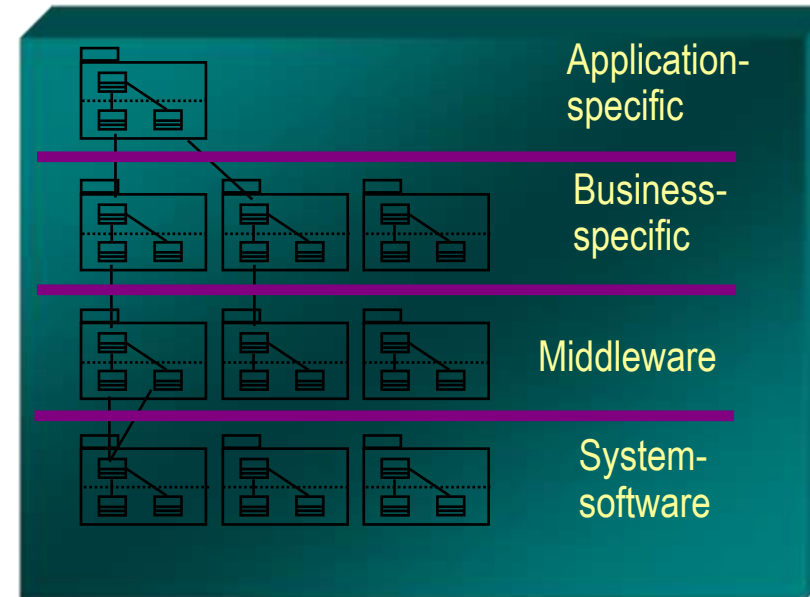 Application-
specific
Business-
specific
Middleware
System-
software